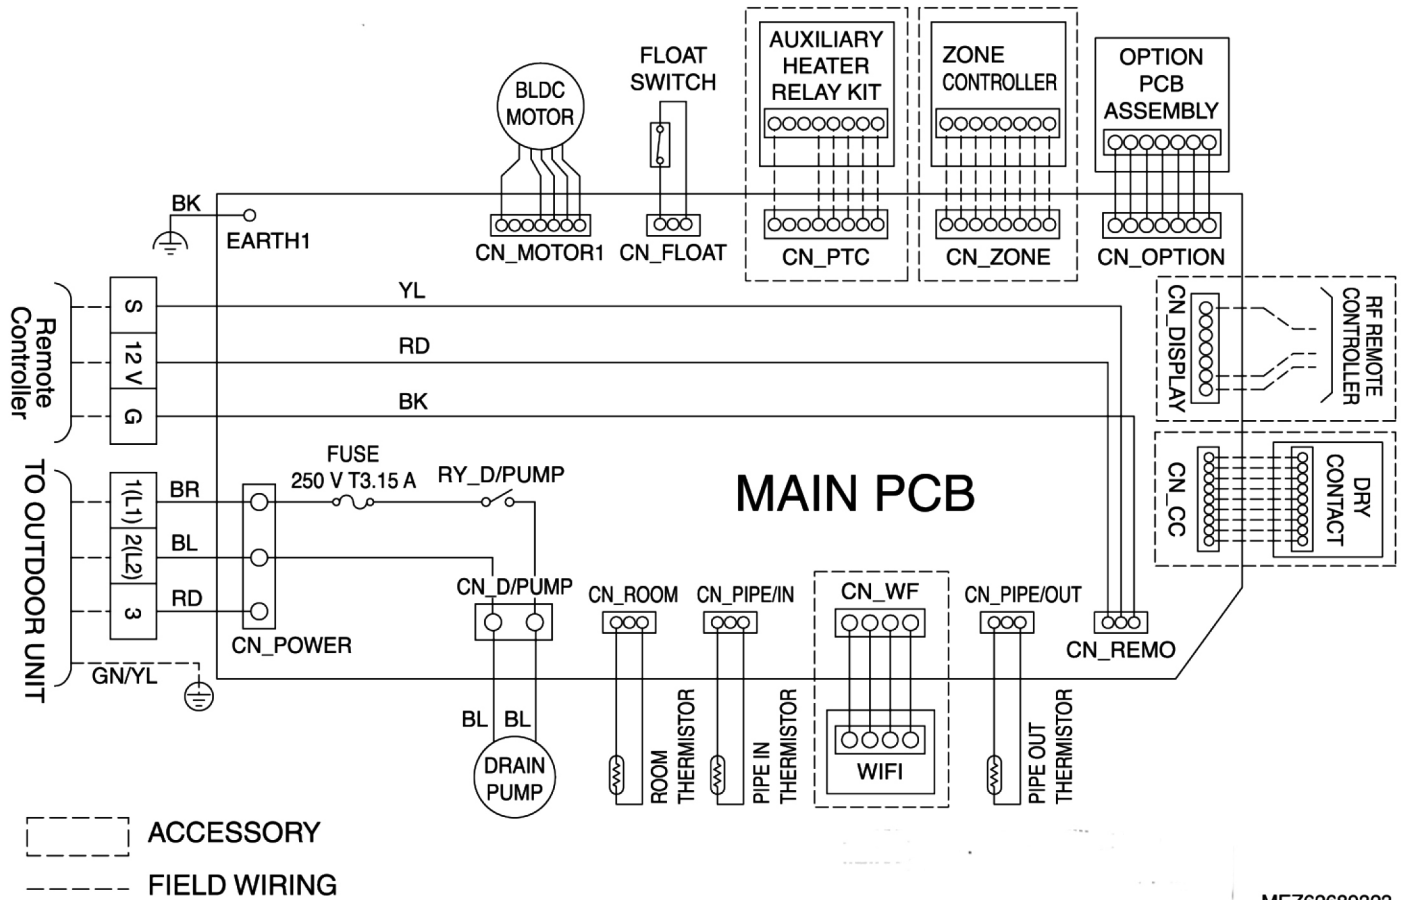 FLOAT
SWITCH
BLDC
MOTOR
AUXILIARY
HEATER
RELAY KIT
ZONE
CONTROLLER
OPTION
PCB
ASSEMBLY
BK
EARTH1
CN_MOTOR1
CN_FLOAT
CN_PTC
CN_ZONE
CN_OPTION
Remote
Controller
S
12 V
G
YL
RD
BK
CN_DISPLAY
RF REMOTE
CONTROLLER
TO OUTDOOR UNIT
1(L1)
2(L2)
3
BR
BL
RD
GN/YL
CN_POWER
FUSE
250 V T3.15 A
RY_D/PUMP
MAIN PCB
CN_CC
DRY
CONTACT
CN_D/PUMP
CN_ROOM
CN_PIPE/IN
CN_WF
CN_PIPE/OUT
CN_REMO
BL
BL
DRAIN
PUMP
ROOM
THERMISTOR
PIPE IN
THERMISTOR
WIFI
PIPE OUT
THERMISTOR
ACCESSORY
FIELD WIRING